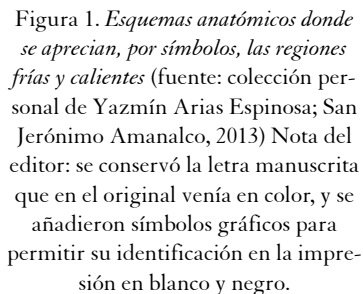 Figura 1. Esquemas anatómicos donde
se aprecian, por símbolos, las regiones
frías y calientes (fuente: colección per-
sonal de Yazmín Arias Espinosa; San
Jerónimo Amanalco, 2013) Nota del
editor: se conservó la letra manuscrita
que en el original venía en color, y se
añadieron símbolos gráficos para
permitir su identificación en la impre-
sión en blanco y negro.